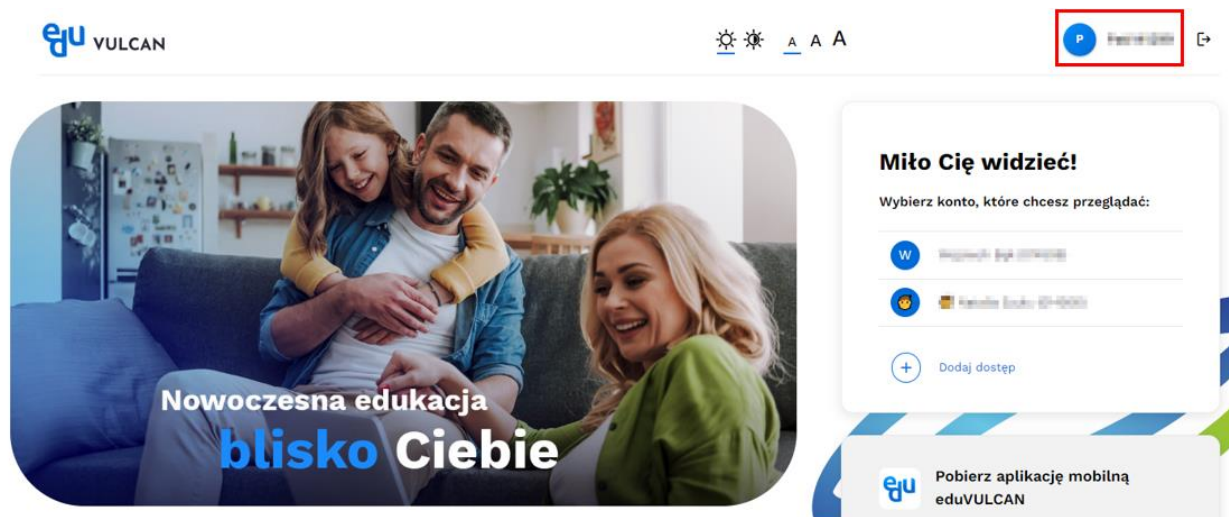 edu VULCAN
A A A
P
Miło Cię widzieć!
Wybierz konto, które chcesz przeglądać:
W
Dodaj dostęp
Nowoczesna edukacja
blisko Ciebie
edu
Pobierz aplikację mobilną
eduVULCAN